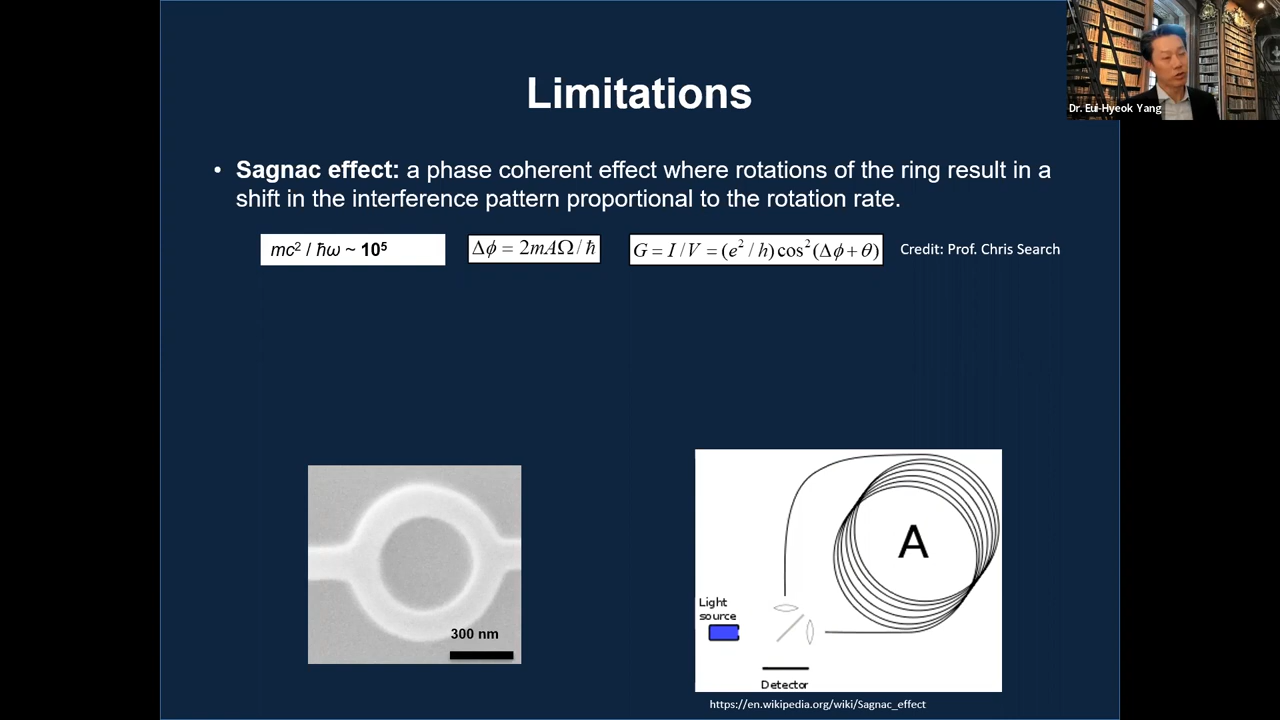 Limitations
Dr. Eui-Hyeok Yang
• Sagnac effect: a phase coherent effect where rotations of the ring result in a
shift in the interference pattern proportional to the rotation rate.
mc² / ħω ~ 10⁵
Δϕ = 2mAΩ / ħ
G = I / V = (e² / h) cos² (Δϕ + θ)
Credit: Prof. Chris Search
300 nm
A
Light
source
Detector
https://en.wikipedia.org/wiki/Sagnac_effect